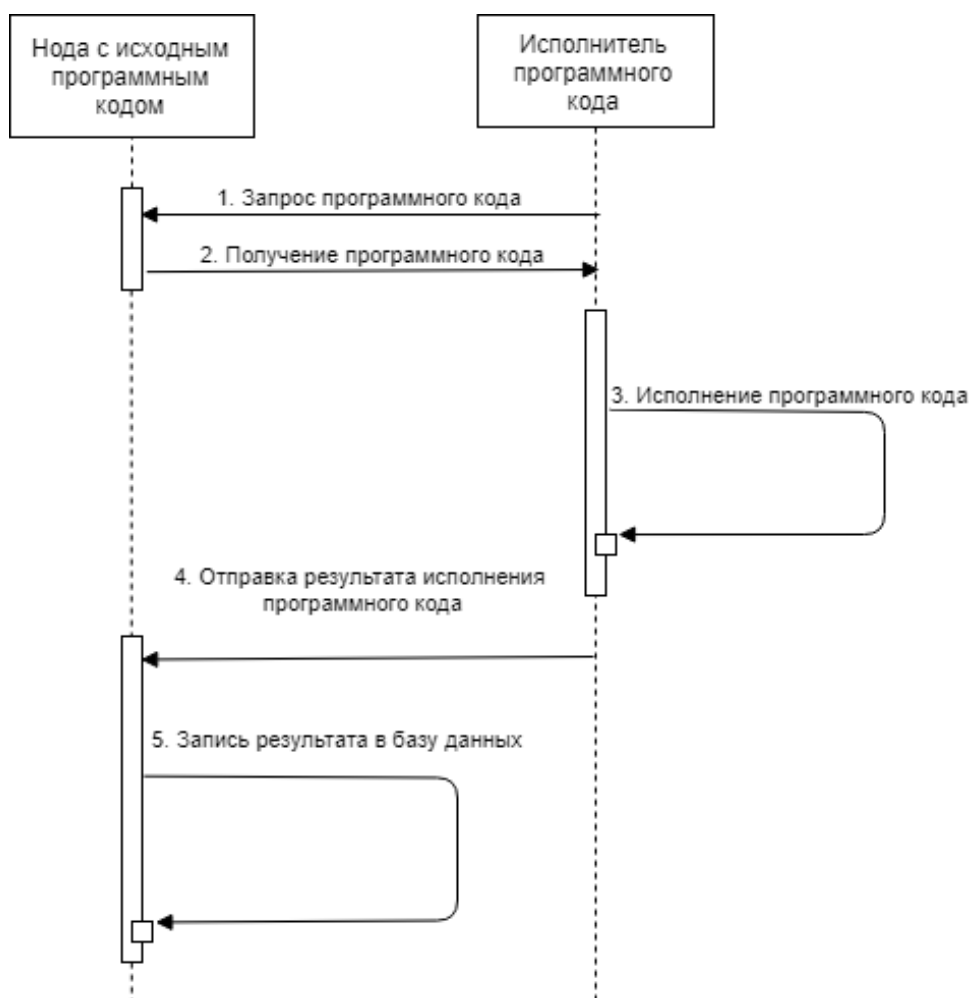 Нода с исходным
программным
кодом
Исполнитель
программного
кода
1. Запрос программного кода
2. Получение программного кода
3. Исполнение программного кода
4. Отправка результата исполнения
программного кода
5. Запись результата в базу данных